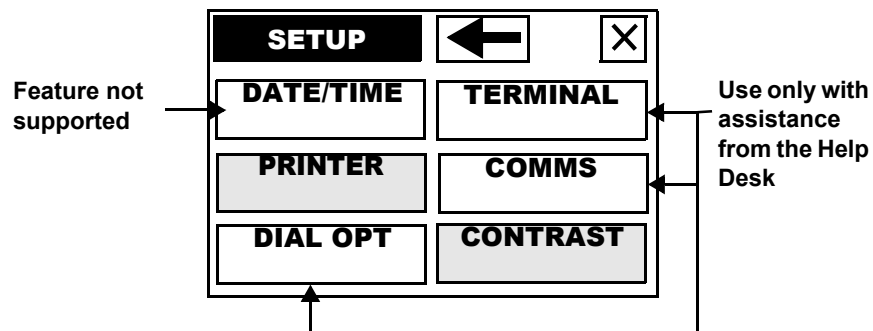 SETUP
X
Feature not
supported
DATE/TIME
TERMINAL
Use only with
assistance
from the Help
Desk
PRINTER
COMMS
DIAL OPT
CONTRAST